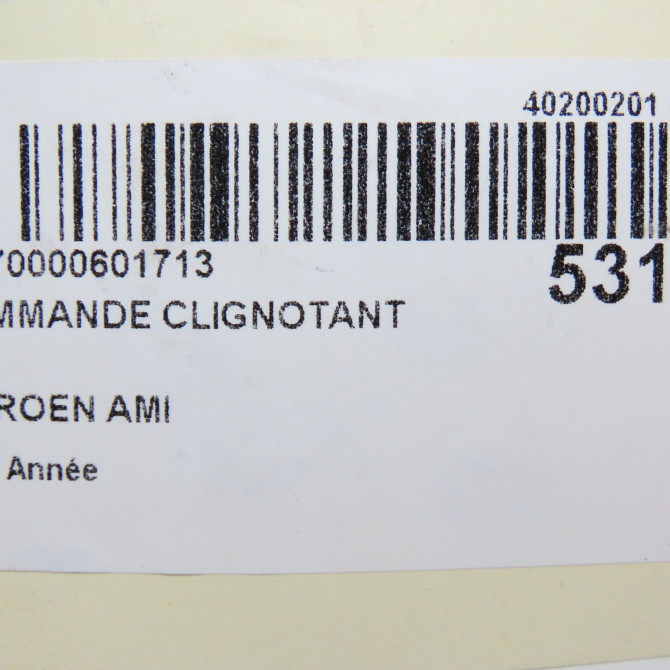 40200201
70000601713
531
MMANDE CLIGNOTANT
ROEN AMI
Année